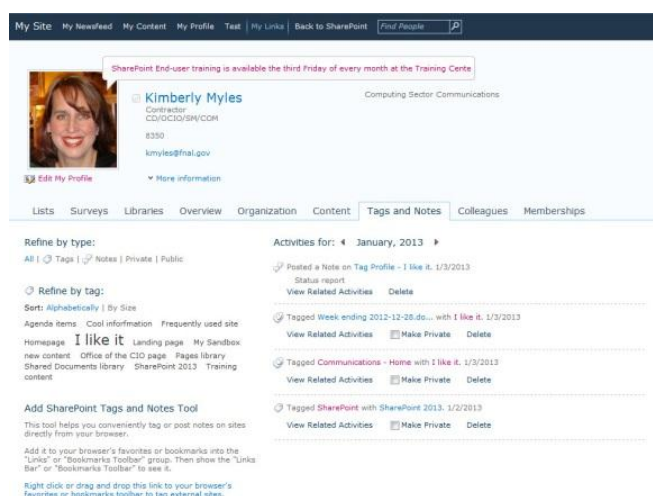 My Site My Newsfeed My Content My Profile Test | My Links | Back to SharePoint Find People
SharePoint End-user training is available the third Friday of every month at the Training Cente
Kimberly Myles
Computing Sector Communications
Contractor
CD/OCIO/SM/COM
8350
kmyles@fnal.gov
Edit My Profile
More information
Lists Surveys Libraries Overview Organization Content Tags and Notes Colleagues Memberships
Refine by type:
All | Tags | Notes | Private | Public
Refine by tag:
Sort: Alphabetically | By Size
Agenda items Cool infofrmation Frequently used site
Homepage I like it Landing page My Sandbox
new content Office of the CIO page Pages library
Shared Documents library SharePoint 2013 Training
content
Add SharePoint Tags and Notes Tool
This tool helps you conveniently tag or post notes on sites
directly from your browser.
Add it to your browser's favorites or bookmarks into the
"Links" or "Bookmarks Toolbar" group. Then show the "Links
Bar" or "Bookmarks Toolbar" to see it.
Right click or drag and drop this link to your browser's
favorites or bookmarks toolbar to tag external sites.
Activities for: January, 2013
Posted a Note on Tag Profile - I like it. 1/3/2013
Status report
View Related Activities Delete
Tagged Week ending 2012-12-28.do... with I like it. 1/3/2013
View Related Activities Make Private Delete
Tagged Communications - Home with I like it. 1/3/2013
View Related Activities Make Private Delete
Tagged SharePoint with SharePoint 2013. 1/2/2013
View Related Activities Make Private Delete